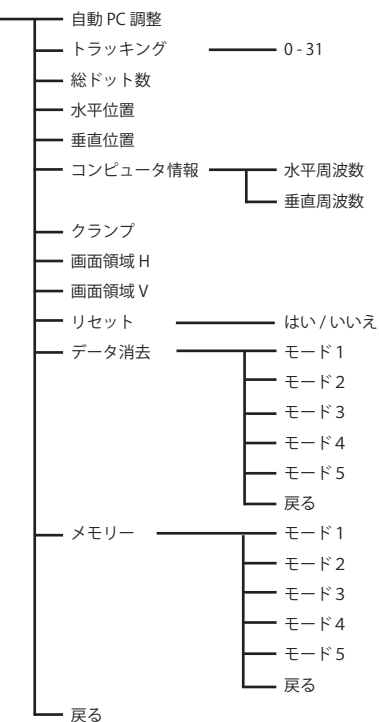 自動 PC 調整
トラッキング 0 - 31
総ドット数
水平位置
垂直位置
コンピュータ情報 水平周波数
垂直周波数
クランプ
画面領域 H
画面領域 V
リセット はい / いいえ
データ消去 モード 1
モード 2
モード 3
モード 4
モード 5
戻る
メモリー モード 1
モード 2
モード 3
モード 4
モード 5
戻る
戻る